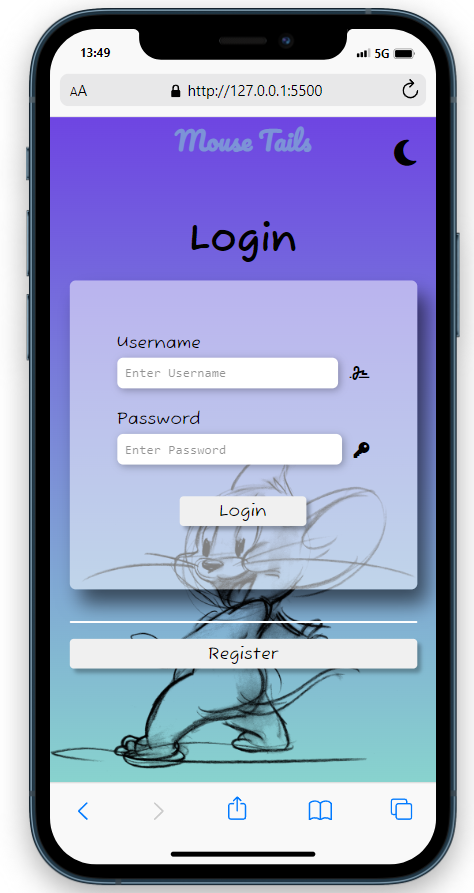 13:49
5G
AA
http://127.0.0.1:5500
Mouse Tails
Login
Username
Enter Username
Password
Enter Password
Login
Register